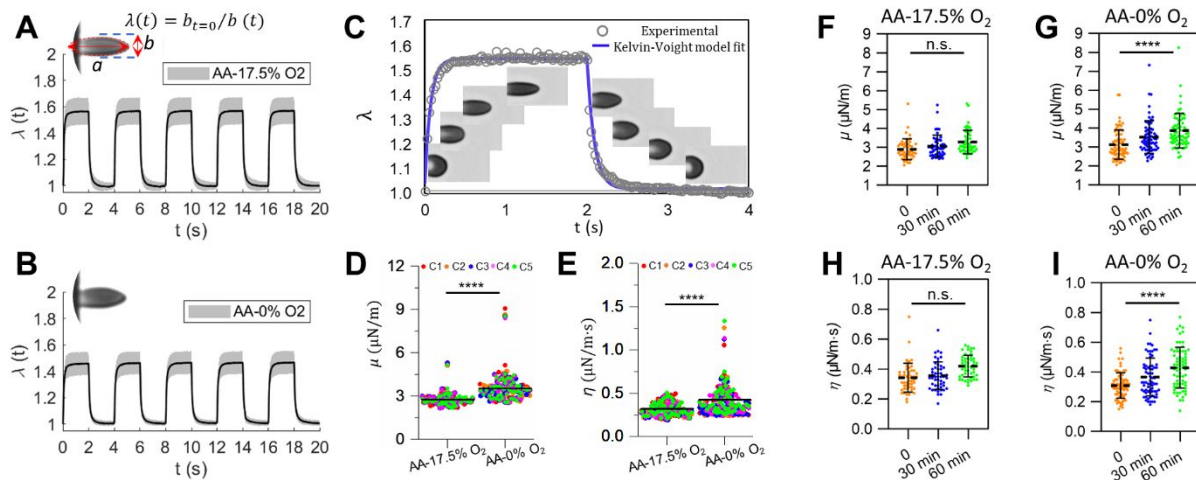 A
λ(t) = b_{t=0}/b (t)
b
a
AA-17.5% O2
λ (t)
2
1.8
1.6
1.4
1.2
1
0 2 4 6 8 10 12 14 16 18 20
t (s)
B
AA-0% O2
λ (t)
2
1.8
1.6
1.4
1.2
1
0 2 4 6 8 10 12 14 16 18 20
t (s)
C
Experimental
Kelvin-Voight model fit
λ
1.8
1.7
1.6
1.5
1.4
1.3
1.2
1.1
1.0
0 1 2 3 4
t (s)
D
C1 C2 C3 C4 C5
****
μ (μN/m)
12
9
6
3
0
AA-17.5% O₂ AA-0% O₂
E
C1 C2 C3 C4 C5
****
η (μN/m·s)
2.0
1.5
1.0
0.5
0.0
AA-17.5% O₂ AA-0% O₂
F
AA-17.5% O₂
n.s.
μ (μN/m)
9
8
7
6
5
4
3
2
1
0 30 min 60 min
G
AA-0% O₂
****
μ (μN/m)
9
8
7
6
5
4
3
2
1
0 30 min 60 min
H
AA-17.5% O₂
n.s.
η (μN/m·s)
1.0
0.8
0.6
0.4
0.2
0.0
0 30 min 60 min
I
AA-0% O₂
****
η (μN/m·s)
1.0
0.8
0.6
0.4
0.2
0.0
0 30 min 60 min